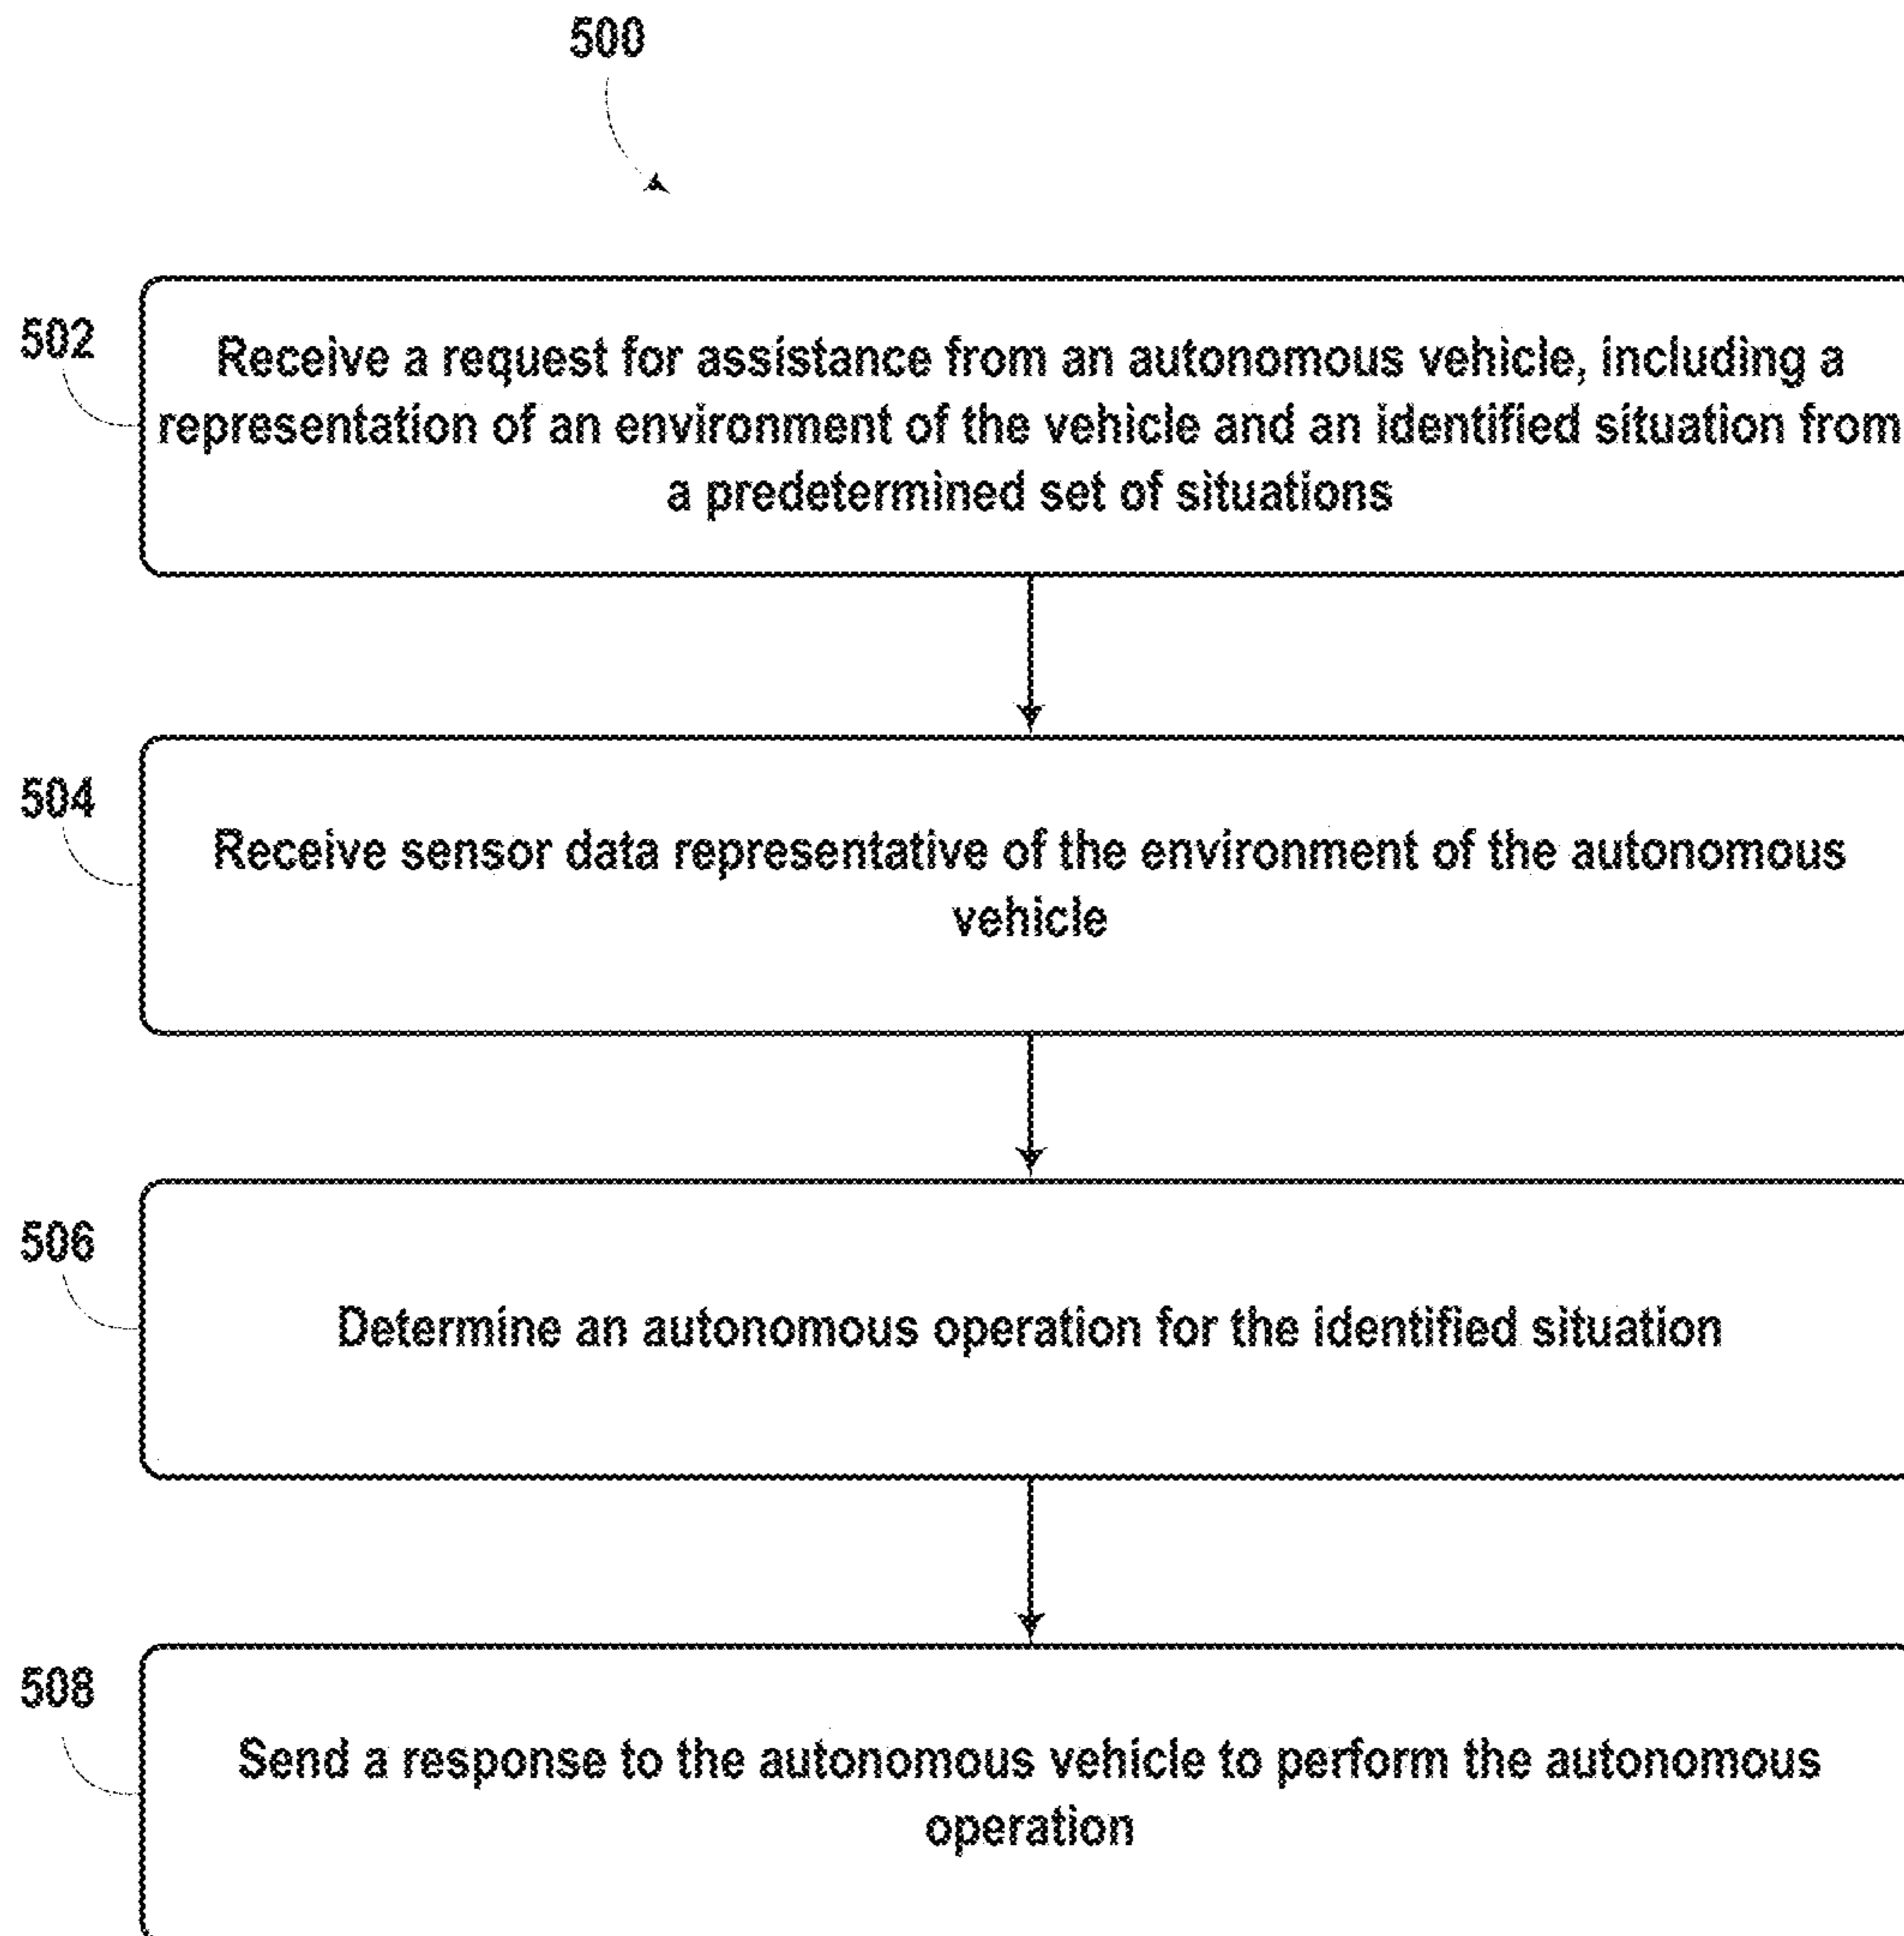 500
502
Receive a request for assistance from an autonomous vehicle, including a
representation of an environment of the vehicle and an identified situation from
a predetermined set of situations
504
Receive sensor data representative of the environment of the autonomous
vehicle
506
Determine an autonomous operation for the identified situation
508
Send a response to the autonomous vehicle to perform the autonomous
operation